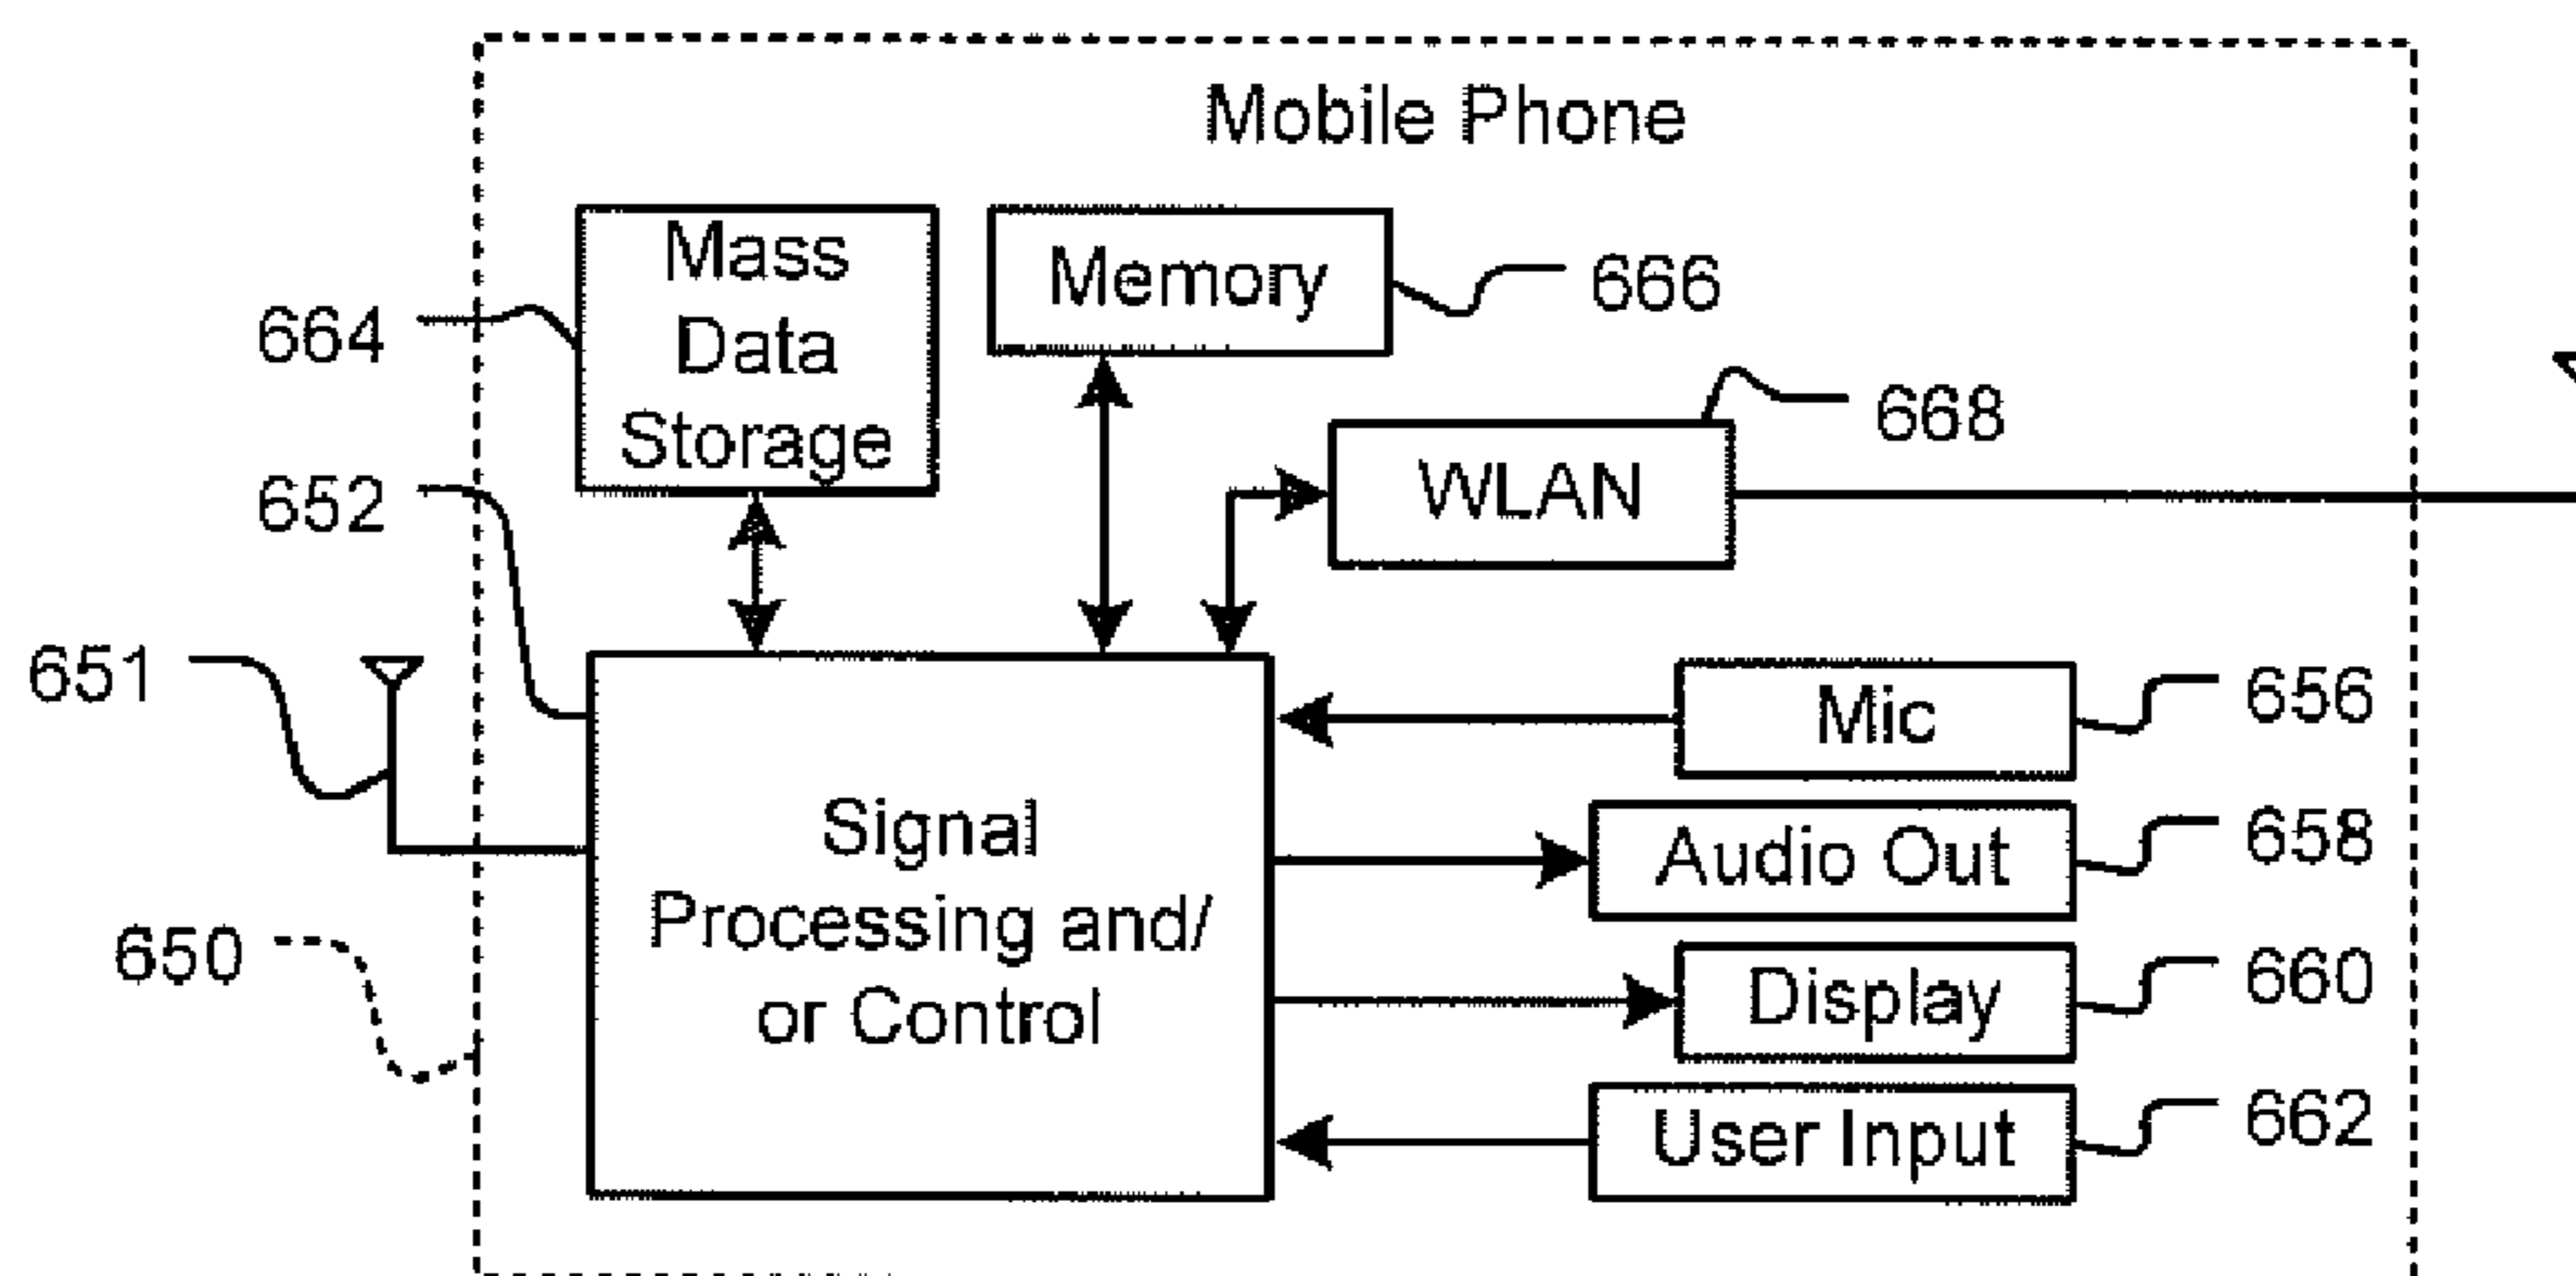 Mobile Phone
Mass
Data
Storage
Memory
666
664
668
WLAN
652
651
Mic
656
Signal
Processing and/
or Control
Audio Out
658
650
Display
660
User Input
662